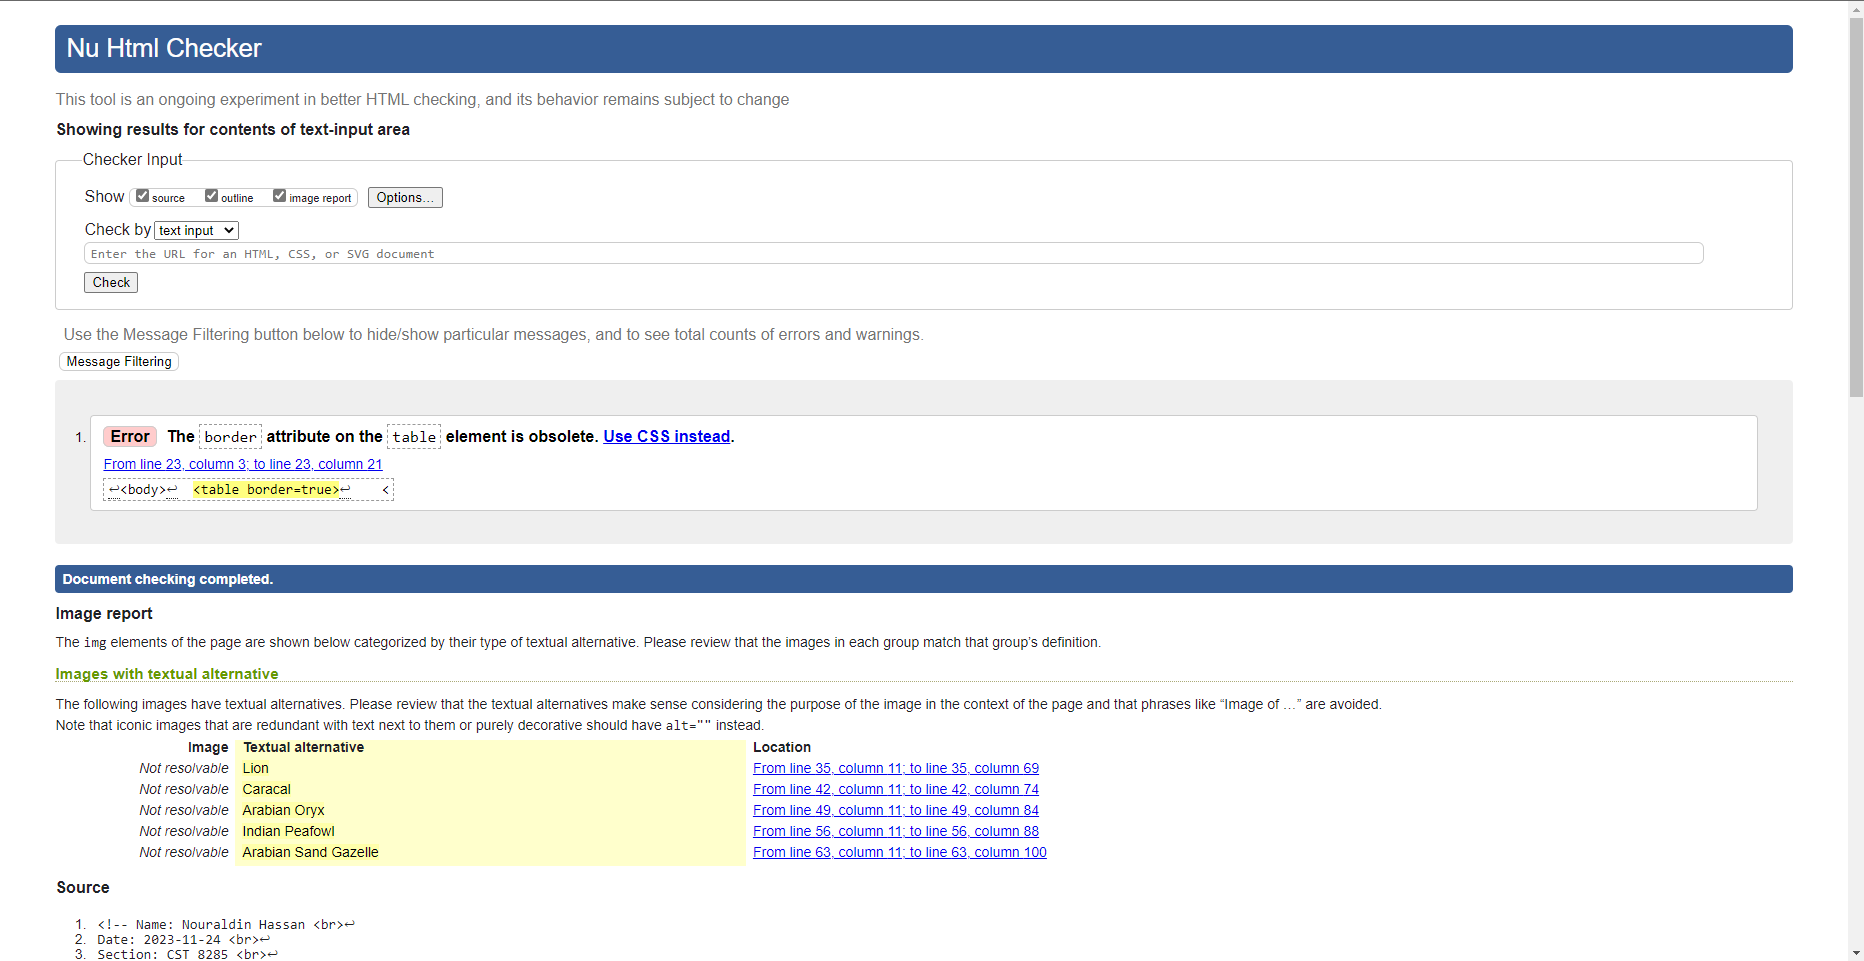 Nu Html Checker
This tool is an ongoing experiment in better HTML checking, and its behavior remains subject to change
Showing results for contents of text-input area
Checker Input
Show source outline image report Options...
Check by text input
Enter the URL for an HTML, CSS, or SVG document
Check
Use the Message Filtering button below to hide/show particular messages, and to see total counts of errors and warnings.
Message Filtering
1. Error The border attribute on the table element is obsolete. Use CSS instead.
From line 23, column 3; to line 23, column 21
↩<body>↩ <table border=true>↩ <
Document checking completed.
Image report
The img elements of the page are shown below categorized by their type of textual alternative. Please review that the images in each group match that group's definition.
Images with textual alternative
The following images have textual alternatives. Please review that the textual alternatives make sense considering the purpose of the image in the context of the page and that phrases like “Image of …” are avoided.
Note that iconic images that are redundant with text next to them or purely decorative should have alt="" instead.
Image Textual alternative Location
Not resolvable Lion From line 35, column 11; to line 35, column 69
Not resolvable Caracal From line 42, column 11; to line 42, column 74
Not resolvable Arabian Oryx From line 49, column 11; to line 49, column 84
Not resolvable Indian Peafowl From line 56, column 11; to line 56, column 88
Not resolvable Arabian Sand Gazelle From line 63, column 11; to line 63, column 100
Source
1. <!-- Name: Nouraldin Hassan <br>↩
2. Date: 2023-11-24 <br>↩
3. Section: CST 8285 <br>↩